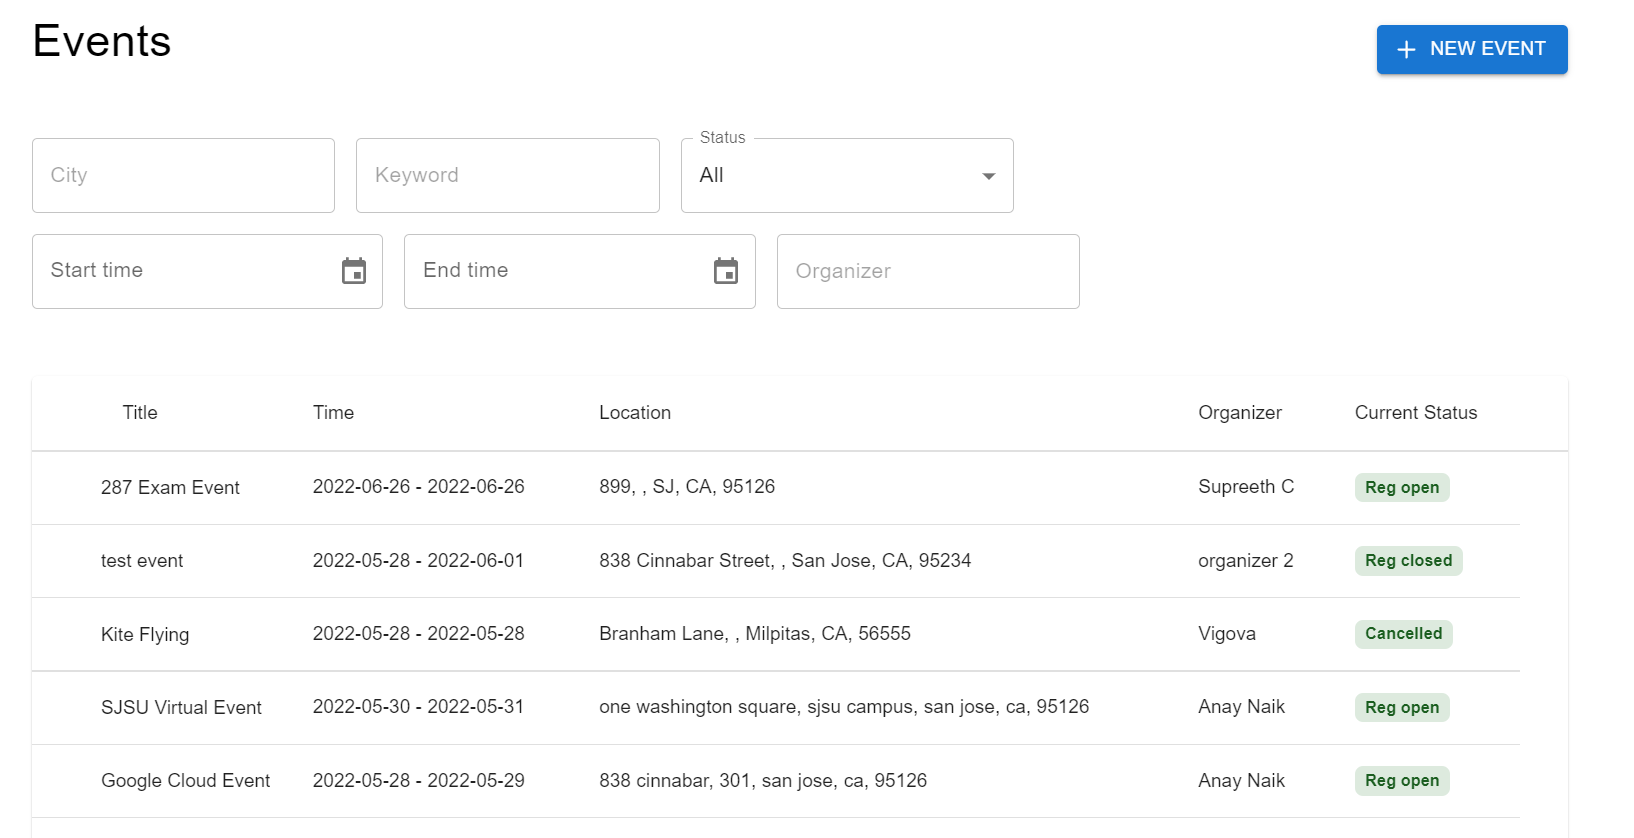 Events
NEW EVENT
City
Keyword
Status
All
Start time
End time
Organizer
Title Time Location Organizer Current Status
287 Exam Event 2022-06-26 - 2022-06-26 899, , SJ, CA, 95126 Supreeth C Reg open
test event 2022-05-28 - 2022-06-01 838 Cinnabar Street, , San Jose, CA, 95234 organizer 2 Reg closed
Kite Flying 2022-05-28 - 2022-05-28 Branham Lane, , Milpitas, CA, 56555 Vigova Cancelled
SJSU Virtual Event 2022-05-30 - 2022-05-31 one washington square, sjsu campus, san jose, ca, 95126 Anay Naik Reg open
Google Cloud Event 2022-05-28 - 2022-05-29 838 cinnabar, 301, san jose, ca, 95126 Anay Naik Reg open